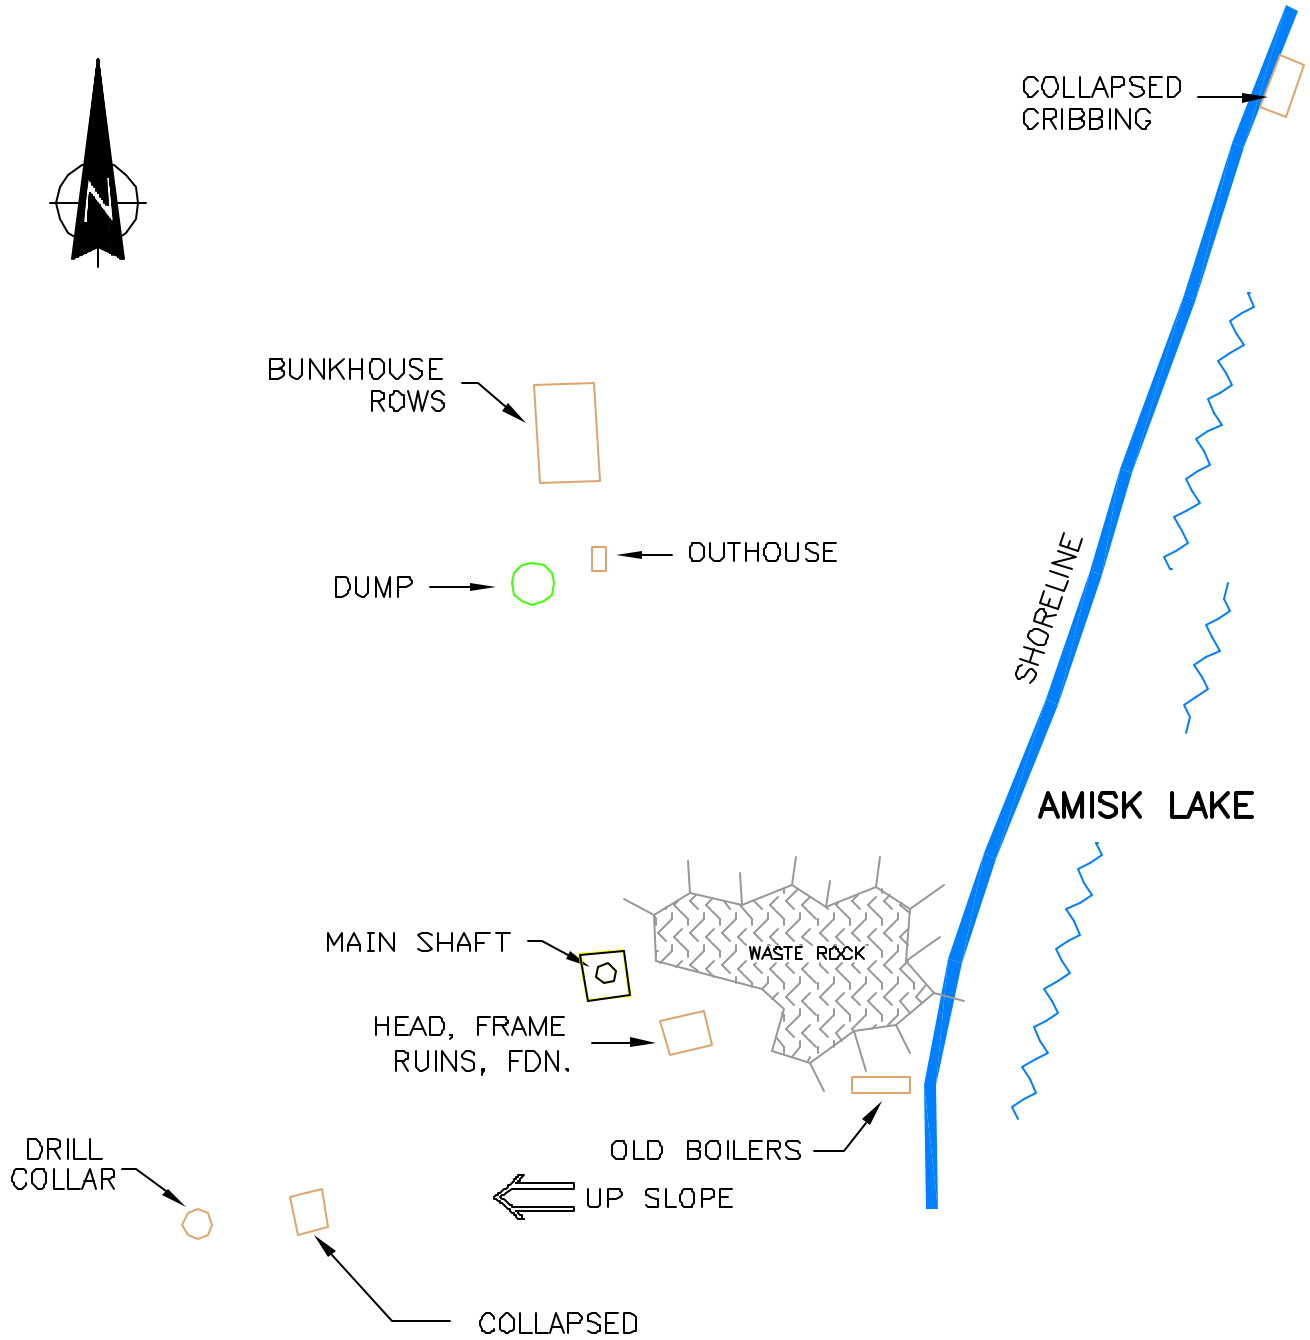 COLLAPSED
CRIBBING
N
BUNKHOUSE
ROWS
OUTHOUSE
DUMP
SHORELINE
AMISK LAKE
MAIN SHAFT
WASTE ROCK
HEAD, FRAME
RUINS, FDN.
DRILL
COLLAR
OLD BOILERS
UP SLOPE
COLLAPSED